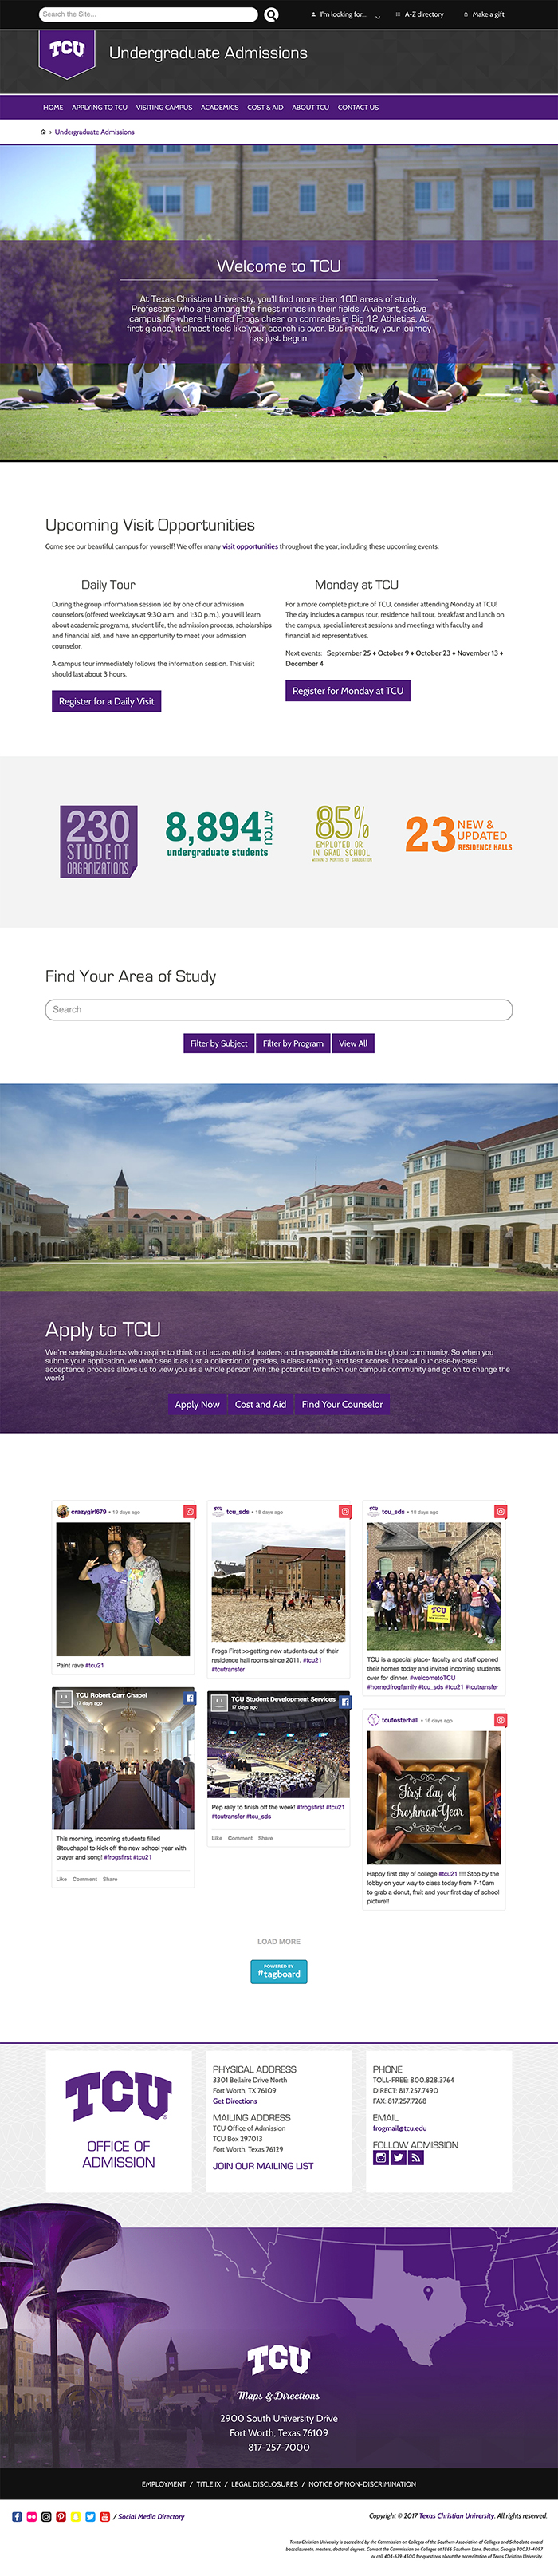 Search the Site...
I'm looking for...
A-Z directory
Make a gift
TCU
Undergraduate Admissions
HOME APPLYING TO TCU VISITING CAMPUS ACADEMICS COST & AID ABOUT TCU CONTACT US
› Undergraduate Admissions
Welcome to TCU
At Texas Christian University, you'll find more than 100 areas of study.
Professors who are among the finest minds in their fields. A vibrant, active
campus life where Horned Frogs cheer on comrades in Big 12 Athletics. At
first glance, it almost feels like your search is over. But in reality, your journey
has just begun.
Upcoming Visit Opportunities
Come see our beautiful campus for yourself! We offer many visit opportunities throughout the year, including these upcoming events:
Daily Tour
During the group information session led by one of our admission
counselors (offered weekdays at 9:30 a.m. and 1:30 p.m.), you will learn
about academic programs, student life, the admission process, scholarships
and financial aid, and have an opportunity to meet your admission
counselor.
A campus tour immediately follows the information session. This visit
should last about 3 hours.
Register for a Daily Visit
Monday at TCU
For a more complete picture of TCU, consider attending Monday at TCU!
The day includes a campus tour, residence hall tour, breakfast and lunch on
the campus, special interest sessions and meetings with faculty and
financial aid representatives.
Next events: September 25 ♦ October 9 ♦ October 23 ♦ November 13 ♦
December 4
Register for Monday at TCU
230
STUDENT
ORGANIZATIONS
8,894 AT TCU
undergraduate students
85%
EMPLOYED OR
IN GRAD SCHOOL
WITHIN 3 MONTHS OF GRADUATION
23 NEW &
UPDATED
RESIDENCE HALLS
Find Your Area of Study
Search
Filter by Subject
Filter by Program
View All
Apply to TCU
We're seeking students who aspire to think and act as ethical leaders and responsible citizens in the global community. So when you
submit your application, we won't see it as just a collection of grades, a class ranking, and test scores. Instead, our case-by-case
acceptance process allows us to view you as a whole person with the potential to enrich our campus community and go on to change the
world.
Apply Now
Cost and Aid
Find Your Counselor
crazygirl679 • 19 days ago
Paint rave #tcu21
tcu_sds • 18 days ago
Frogs First >>getting new students out of their
residence hall rooms since 2011. #tcu21
#tcutransfer
tcu_sds • 18 days ago
TCU
TCU is a special place- faculty and staff opened
their homes today and invited incoming students
over for dinner. #welcometoTCU
#hornedfrogfamily #tcu_sds #tcu21 #tcutransfer
TCU Robert Carr Chapel
17 days ago
This morning, incoming students filled
@tcuchapel to kick off the new school year with
prayer and song! #frogsfirst #tcu21
Like Comment Share
TCU Student Development Services
17 days ago
Pep rally to finish off the week! #frogsfirst #tcu21
#tcutransfer #tcu_sds
Like Comment Share
tcufosterhall • 16 days ago
First day of
Freshman Year
Happy first day of college #tcu21 !!!! Stop by the
lobby on your way to class today from 7-10am
to grab a donut, fruit and your first day of school
picture!!
LOAD MORE
POWERED BY
#tagboard
TCU
OFFICE OF
ADMISSION
PHYSICAL ADDRESS
3301 Bellaire Drive North
Fort Worth, TX 76109
Get Directions
MAILING ADDRESS
TCU Office of Admission
TCU Box 297013
Fort Worth, Texas 76129
JOIN OUR MAILING LIST
PHONE
TOLL-FREE: 800.828.3764
DIRECT: 817.257.7490
FAX: 817.257.7268
EMAIL
frogmail@tcu.edu
FOLLOW ADMISSION
TCU
Maps & Directions
2900 South University Drive
Fort Worth, Texas 76109
817-257-7000
EMPLOYMENT / TITLE IX / LEGAL DISCLOSURES / NOTICE OF NON-DISCRIMINATION
/ Social Media Directory
Copyright © 2017 Texas Christian University. All rights reserved.
Texas Christian University is accredited by the Commission on Colleges of the Southern Association of Colleges and Schools to award
baccalaureate, masters, doctoral degrees. Contact the Commission on Colleges at 1866 Southern Lane, Decatur, Georgia 30033-4097
or call 404-679-4500 for questions about the accreditation of Texas Christian University.